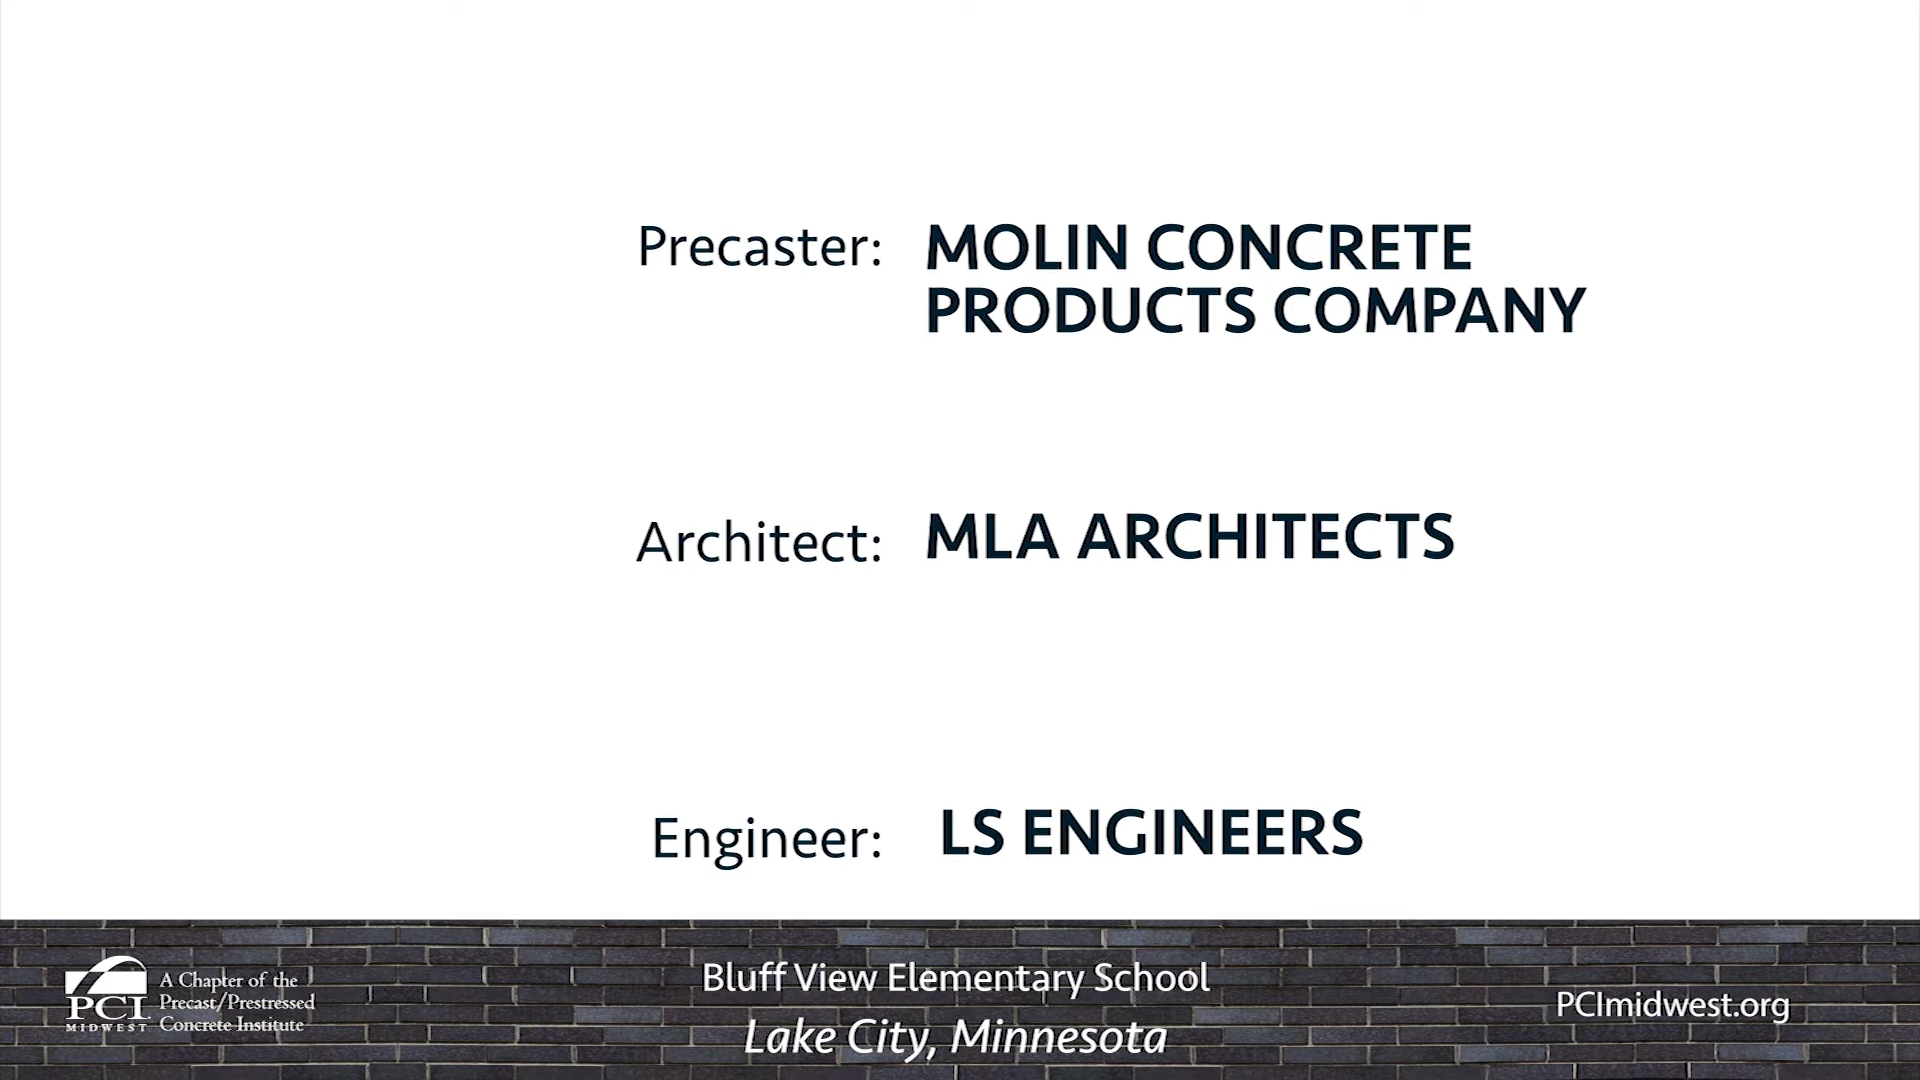 Precaster: MOLIN CONCRETE
PRODUCTS COMPANY
Architect: MLA ARCHITECTS
Engineer: LS ENGINEERS
PCI
MIDWEST
A Chapter of the
Precast/Prestressed
Concrete Institute
Bluff View Elementary School
Lake City, Minnesota
PCImidwest.org